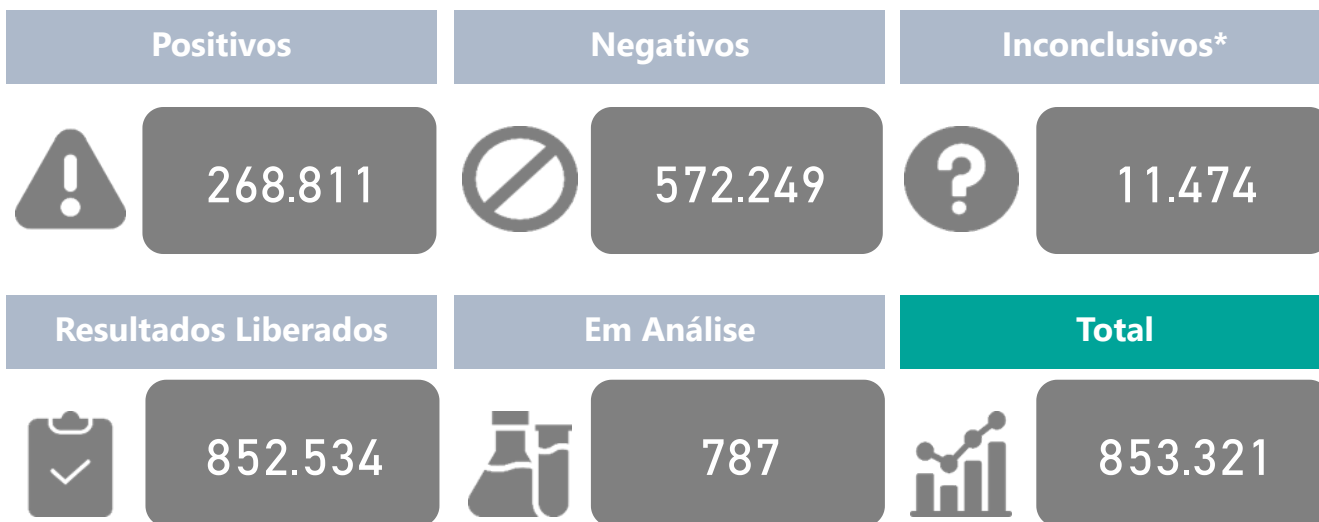 Positivos
Negativos
Inconclusivos*
268.811
572.249
11.474
Resultados Liberados
Em Análise
Total
852.534
787
853.321